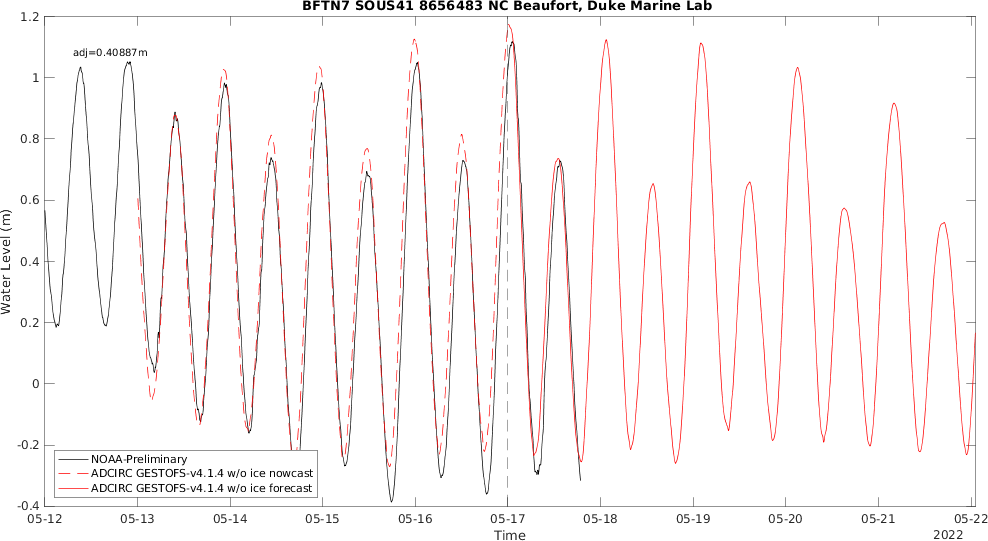 BFTN7 SOUS41 8656483 NC Beaufort, Duke Marine Lab
adj=0.40887m
Water Level (m)
1.2
1
0.8
0.6
0.4
0.2
0
-0.2
-0.4
NOAA-Preliminary
ADCIRC GESTOFS-v4.1.4 w/o ice nowcast
ADCIRC GESTOFS-v4.1.4 w/o ice forecast
05-12 05-13 05-14 05-15 05-16 05-17 05-18 05-19 05-20 05-21 05-22
Time
2022